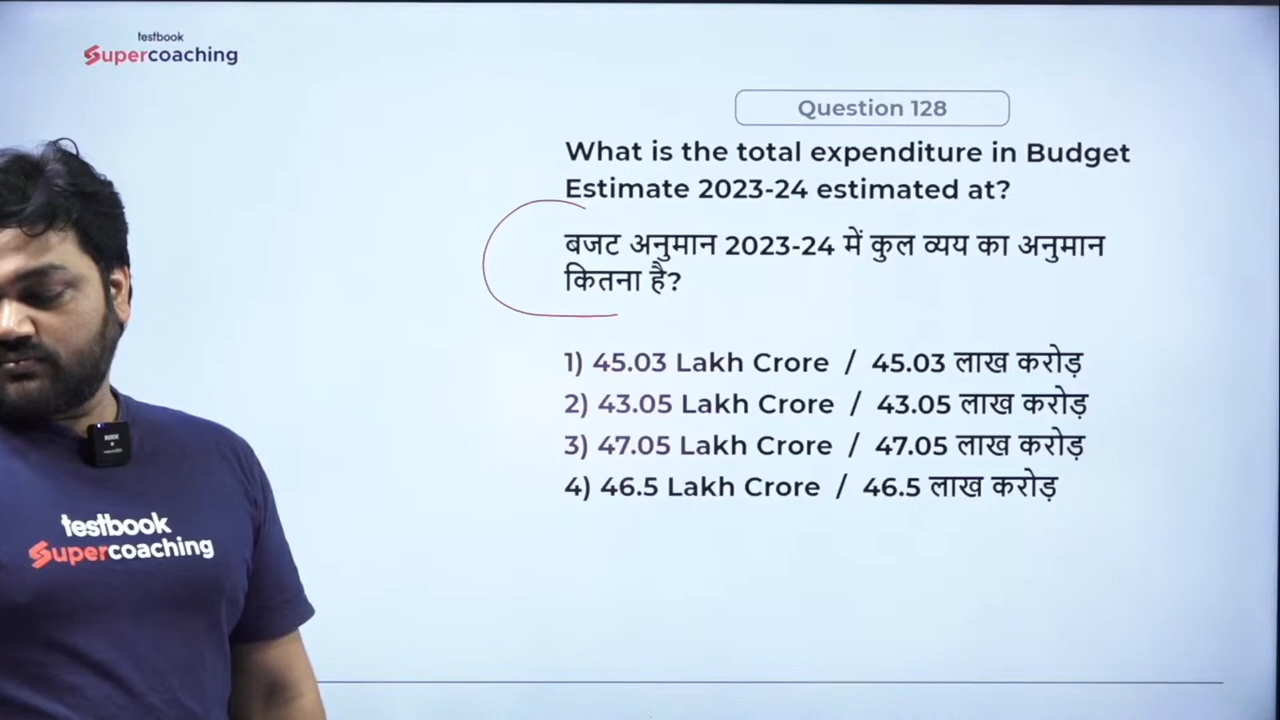 testbook
Supercoaching
Question 128
What is the total expenditure in Budget
Estimate 2023-24 estimated at?
बजट अनुमान 2023-24 में कुल व्यय का अनुमान
कितना है?
1) 45.03 Lakh Crore / 45.03 लाख करोड़
2) 43.05 Lakh Crore / 43.05 लाख करोड़
3) 47.05 Lakh Crore / 47.05 लाख करोड़
4) 46.5 Lakh Crore / 46.5 लाख करोड़
RODE
testbook
Supercoaching